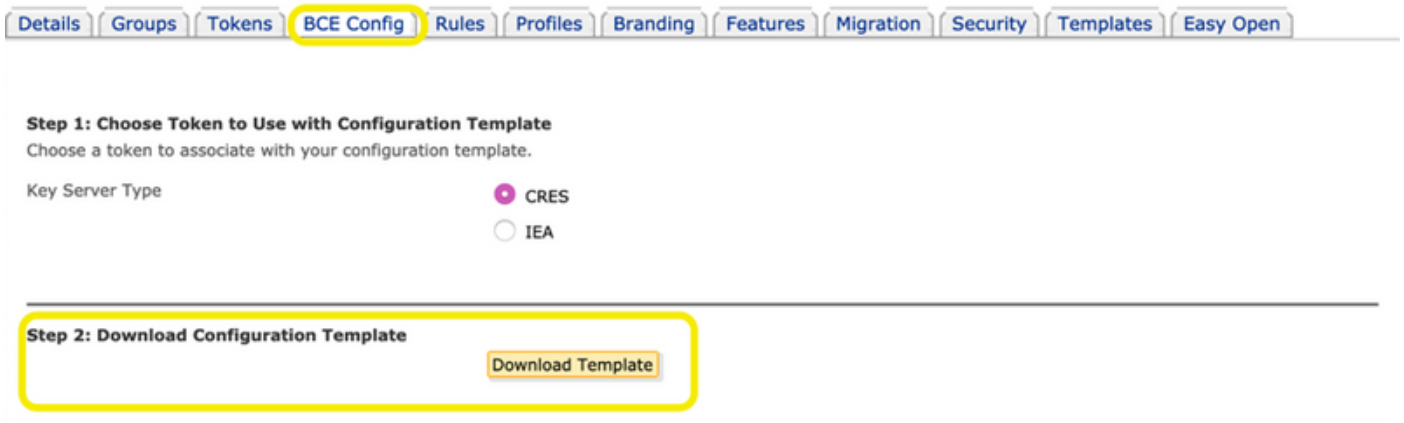 Details Groups Tokens BCE Config Rules Profiles Branding Features Migration Security Templates Easy Open
Step 1: Choose Token to Use with Configuration Template
Choose a token to associate with your configuration template.
Key Server Type CRES
IEA
Step 2: Download Configuration Template
Download Template